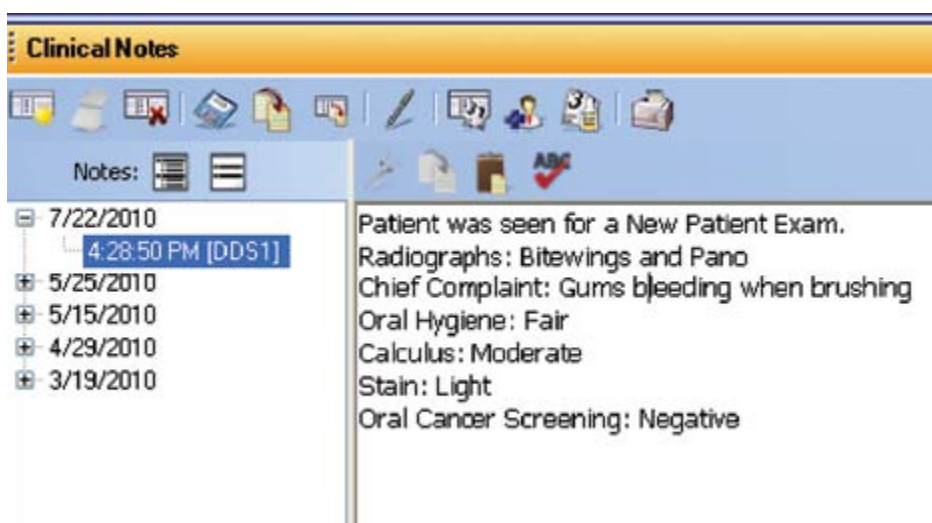 Clinical Notes
31
Notes:
ABC
7/22/2010
4:28:50 PM [DDS1]
5/25/2010
5/15/2010
4/29/2010
3/19/2010
Patient was seen for a New Patient Exam.
Radiographs: Bitewings and Pano
Chief Complaint: Gums bleeding when brushing
Oral Hygiene: Fair
Calculus: Moderate
Stain: Light
Oral Cancer Screening: Negative